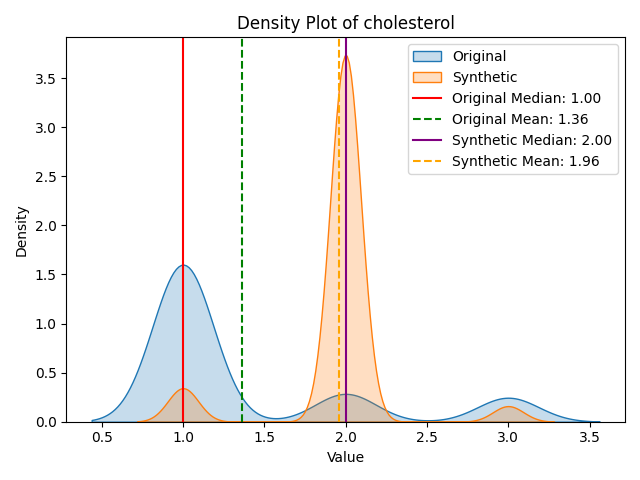 Density Plot of cholesterol
Original
Synthetic
Original Median: 1.00
Original Mean: 1.36
Synthetic Median: 2.00
Synthetic Mean: 1.96
Density
3.5
3.0
2.5
2.0
1.5
1.0
0.5
0.0
0.5 1.0 1.5 2.0 2.5 3.0 3.5
Value